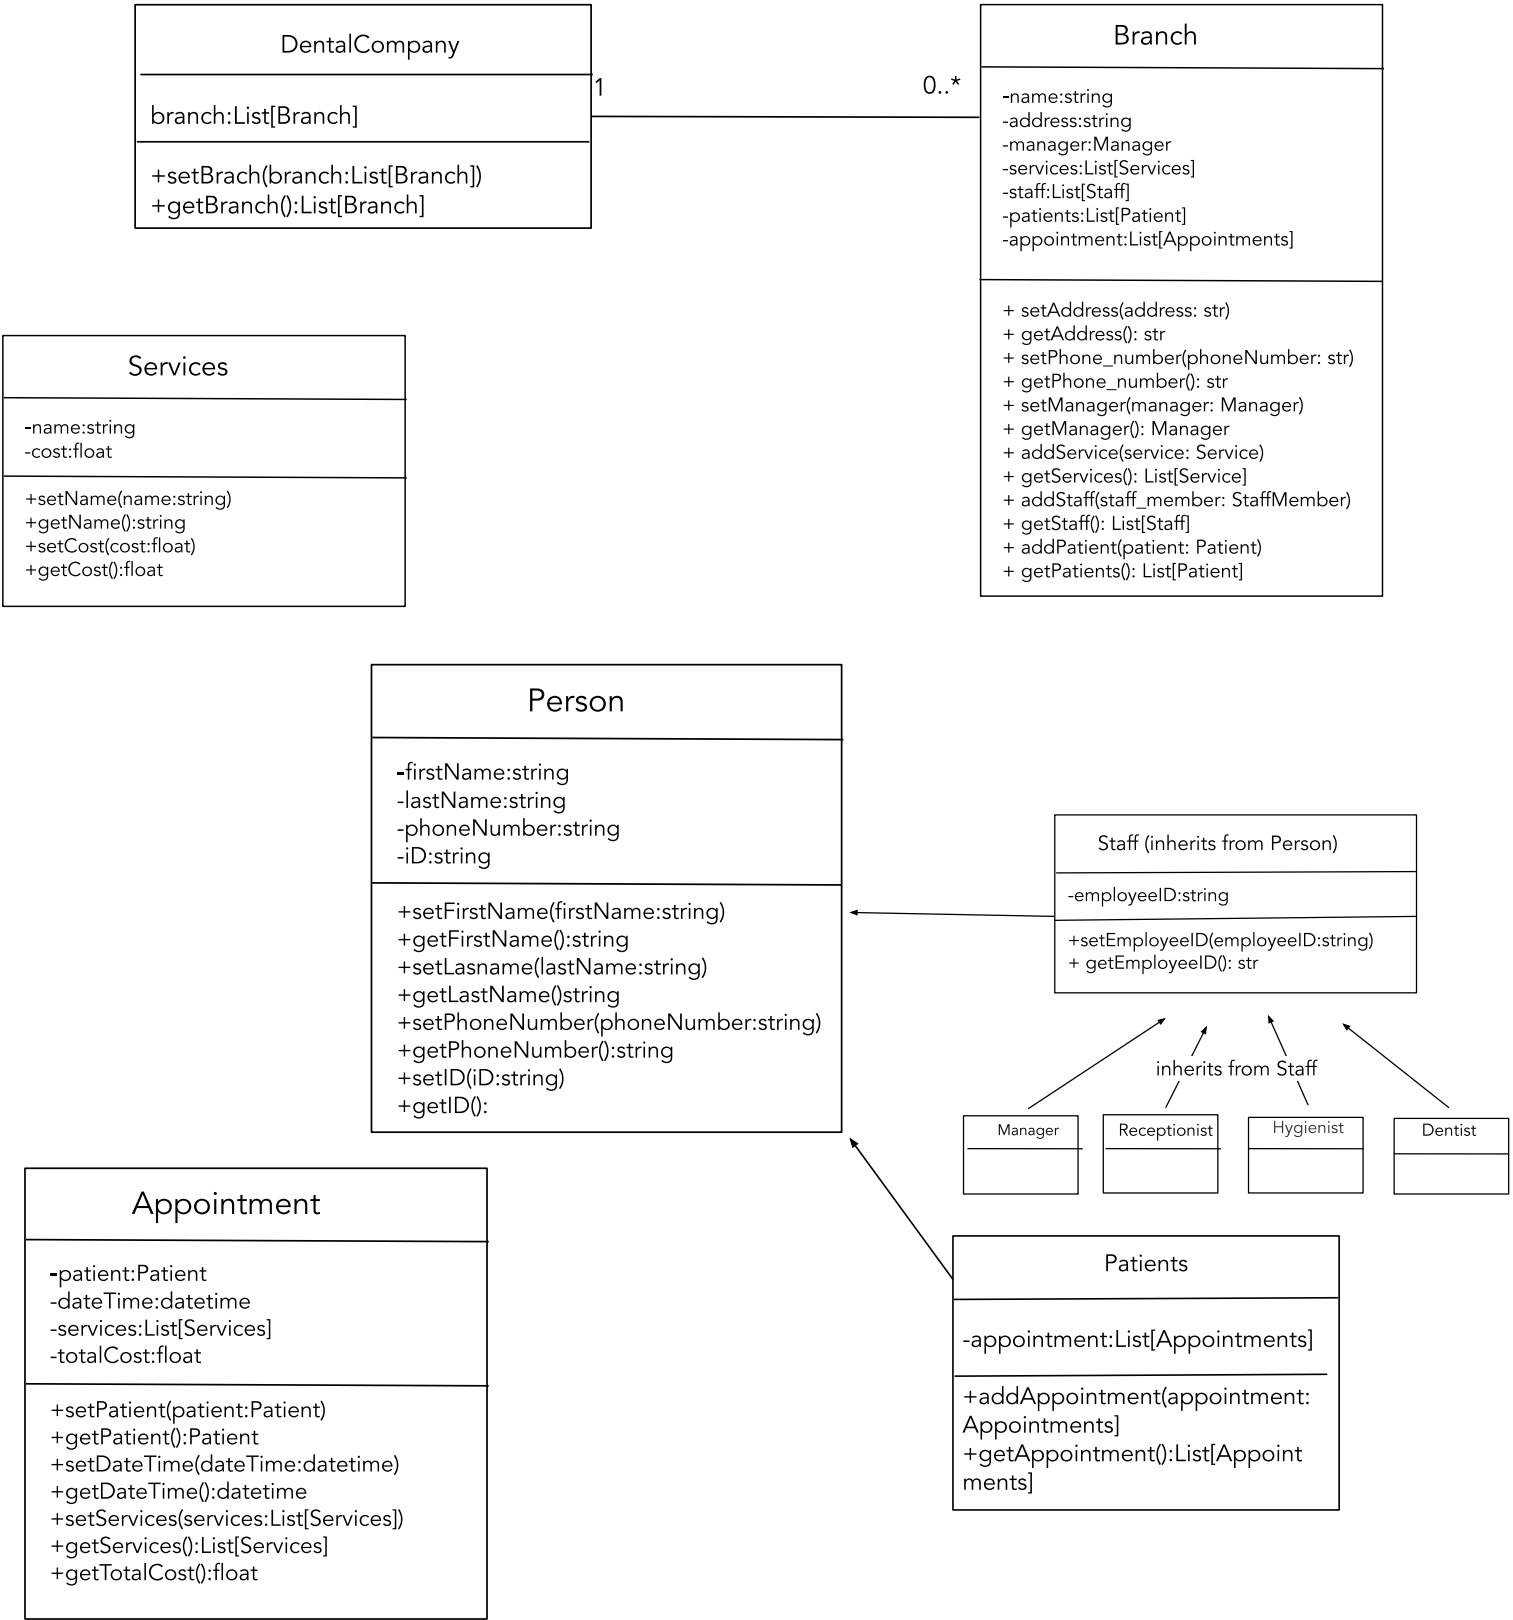 DentalCompany
branch:List[Branch]
+setBrach(branch:List[Branch])
+getBranch():List[Branch]
1
0..*
Branch
-name:string
-address:string
-manager:Manager
-services:List[Services]
-staff:List[Staff]
-patients:List[Patient]
-appointment:List[Appointments]
+ setAddress(address: str)
+ getAddress(): str
+ setPhone_number(phoneNumber: str)
+ getPhone_number(): str
+ setManager(manager: Manager)
+ getManager(): Manager
+ addService(service: Service)
+ getServices(): List[Service]
+ addStaff(staff_member: StaffMember)
+ getStaff(): List[Staff]
+ addPatient(patient: Patient)
+ getPatients(): List[Patient]
Services
-name:string
-cost:float
+setName(name:string)
+getName():string
+setCost(cost:float)
+getCost():float
Person
-firstName:string
-lastName:string
-phoneNumber:string
-iD:string
+setFirstName(firstName:string)
+getFirstName():string
+setLasname(lastName:string)
+getLastName()string
+setPhoneNumber(phoneNumber:string)
+getPhoneNumber():string
+setID(iD:string)
+getID():
Staff (inherits from Person)
-employeeID:string
+setEmployeeID(employeeID:string)
+ getEmployeeID(): str
inherits from Staff
Manager
Receptionist
Hygienist
Dentist
Appointment
-patient:Patient
-dateTime:datetime
-services:List[Services]
-totalCost:float
+setPatient(patient:Patient)
+getPatient():Patient
+setDateTime(dateTime:datetime)
+getDateTime():datetime
+setServices(services:List[Services])
+getServices():List[Services]
+getTotalCost():float
Patients
-appointment:List[Appointments]
+addAppointment(appointment:
Appointments]
+getAppointment():List[Appoint
ments]